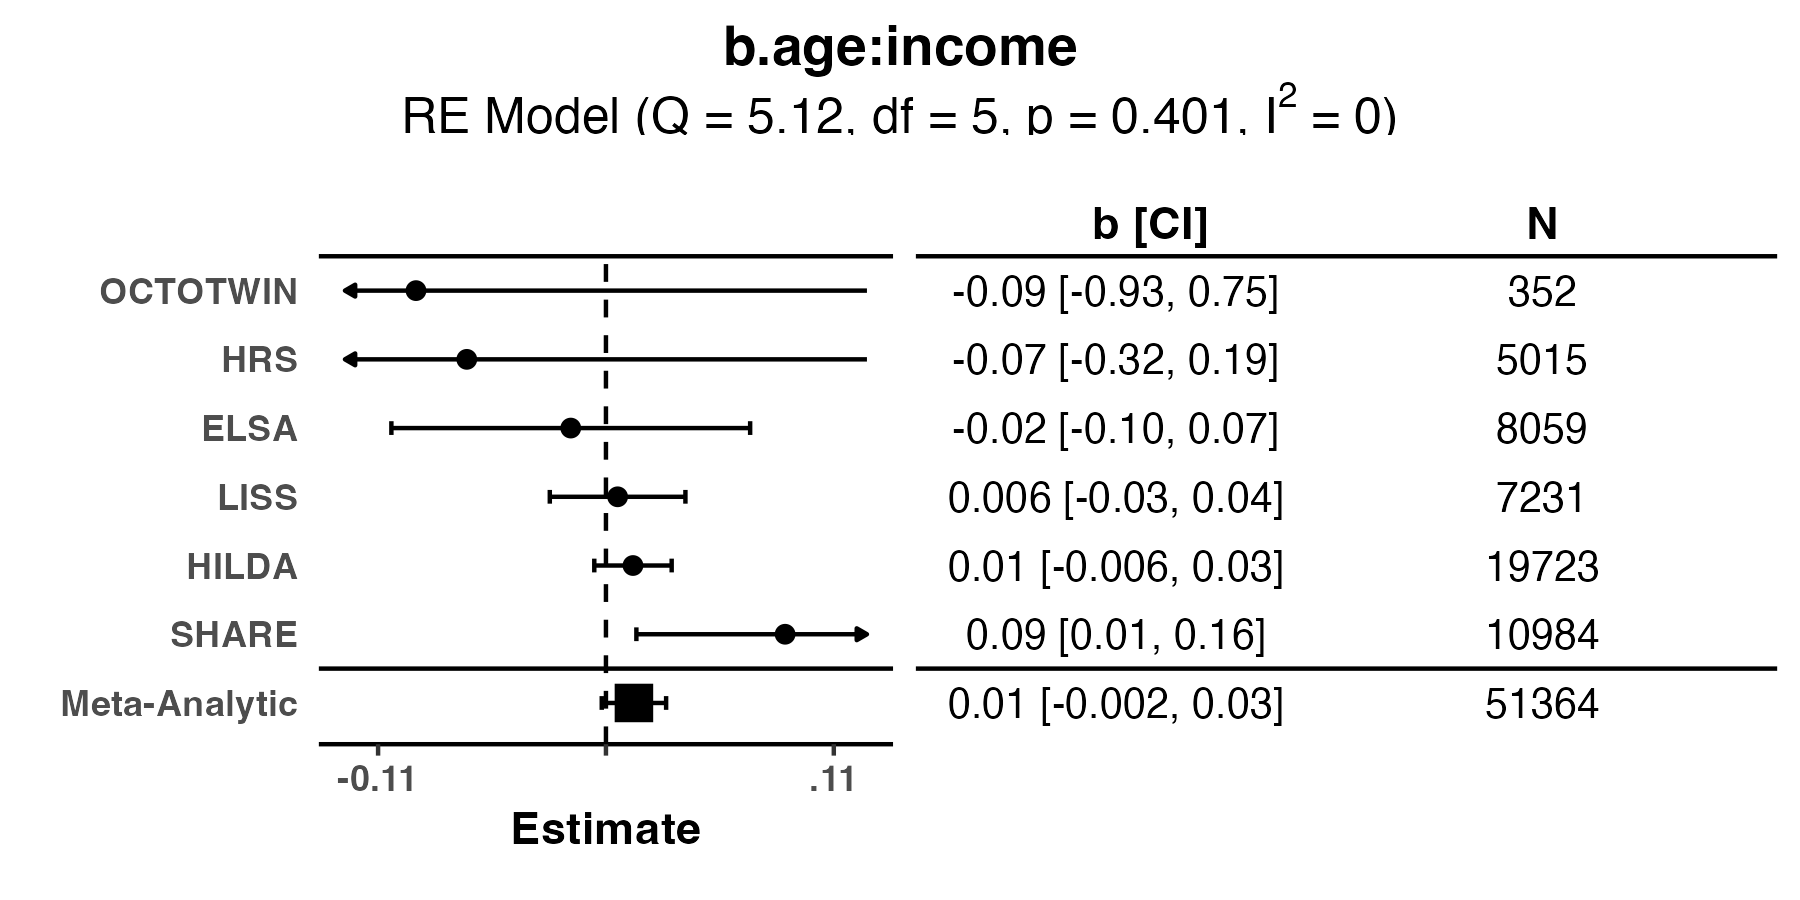 b.age:income
RE Model (Q = 5.12, df = 5, p = 0.401, I² = 0)
b [CI] N
OCTOTWIN -0.09 [-0.93, 0.75] 352
HRS -0.07 [-0.32, 0.19] 5015
ELSA -0.02 [-0.10, 0.07] 8059
LISS 0.006 [-0.03, 0.04] 7231
HILDA 0.01 [-0.006, 0.03] 19723
SHARE 0.09 [0.01, 0.16] 10984
Meta-Analytic 0.01 [-0.002, 0.03] 51364
-0.11 .11
Estimate